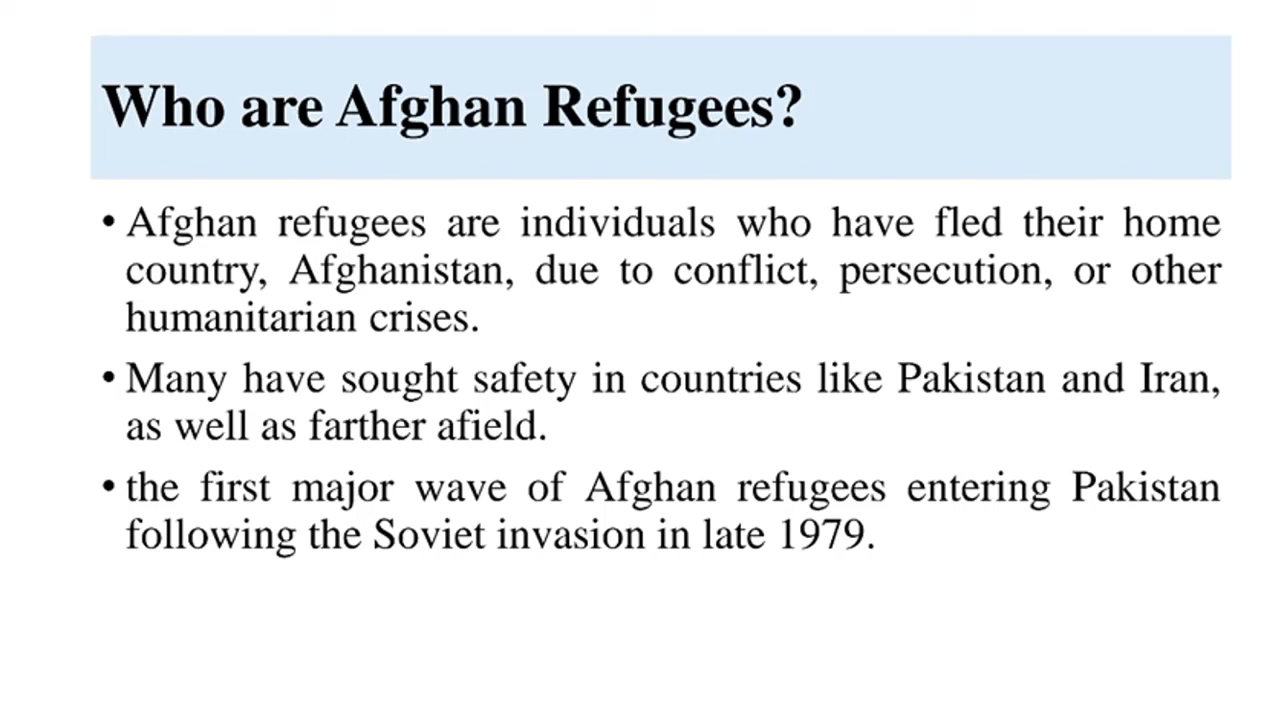 Who are Afghan Refugees?
• Afghan refugees are individuals who have fled their home
country, Afghanistan, due to conflict, persecution, or other
humanitarian crises.
• Many have sought safety in countries like Pakistan and Iran,
as well as farther afield.
• the first major wave of Afghan refugees entering Pakistan
following the Soviet invasion in late 1979.